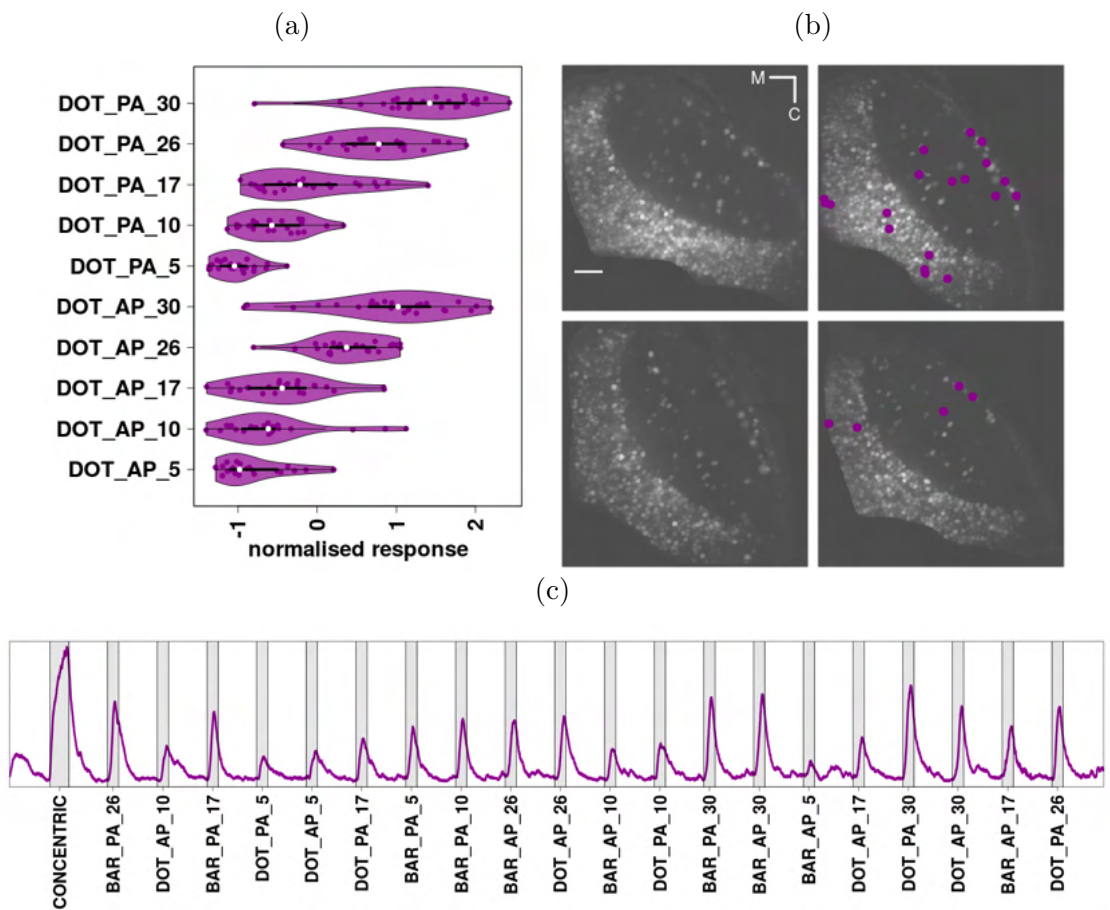 (a)
DOT_PA_30
DOT_PA_26
DOT_PA_17
DOT_PA_10
DOT_PA_5
DOT_AP_30
DOT_AP_26
DOT_AP_17
DOT_AP_10
DOT_AP_5
-1 0 1 2
normalised response
(b)
M
C
(c)
CONCENTRIC
BAR_PA_26
DOT_AP_10
BAR_PA_17
DOT_PA_5
DOT_AP_5
DOT_PA_17
BAR_PA_5
BAR_PA_10
BAR_AP_26
DOT_AP_26
BAR_AP_10
DOT_PA_10
BAR_PA_30
BAR_AP_30
BAR_AP_5
DOT_AP_17
DOT_PA_30
DOT_AP_30
BAR_AP_17
DOT_PA_26